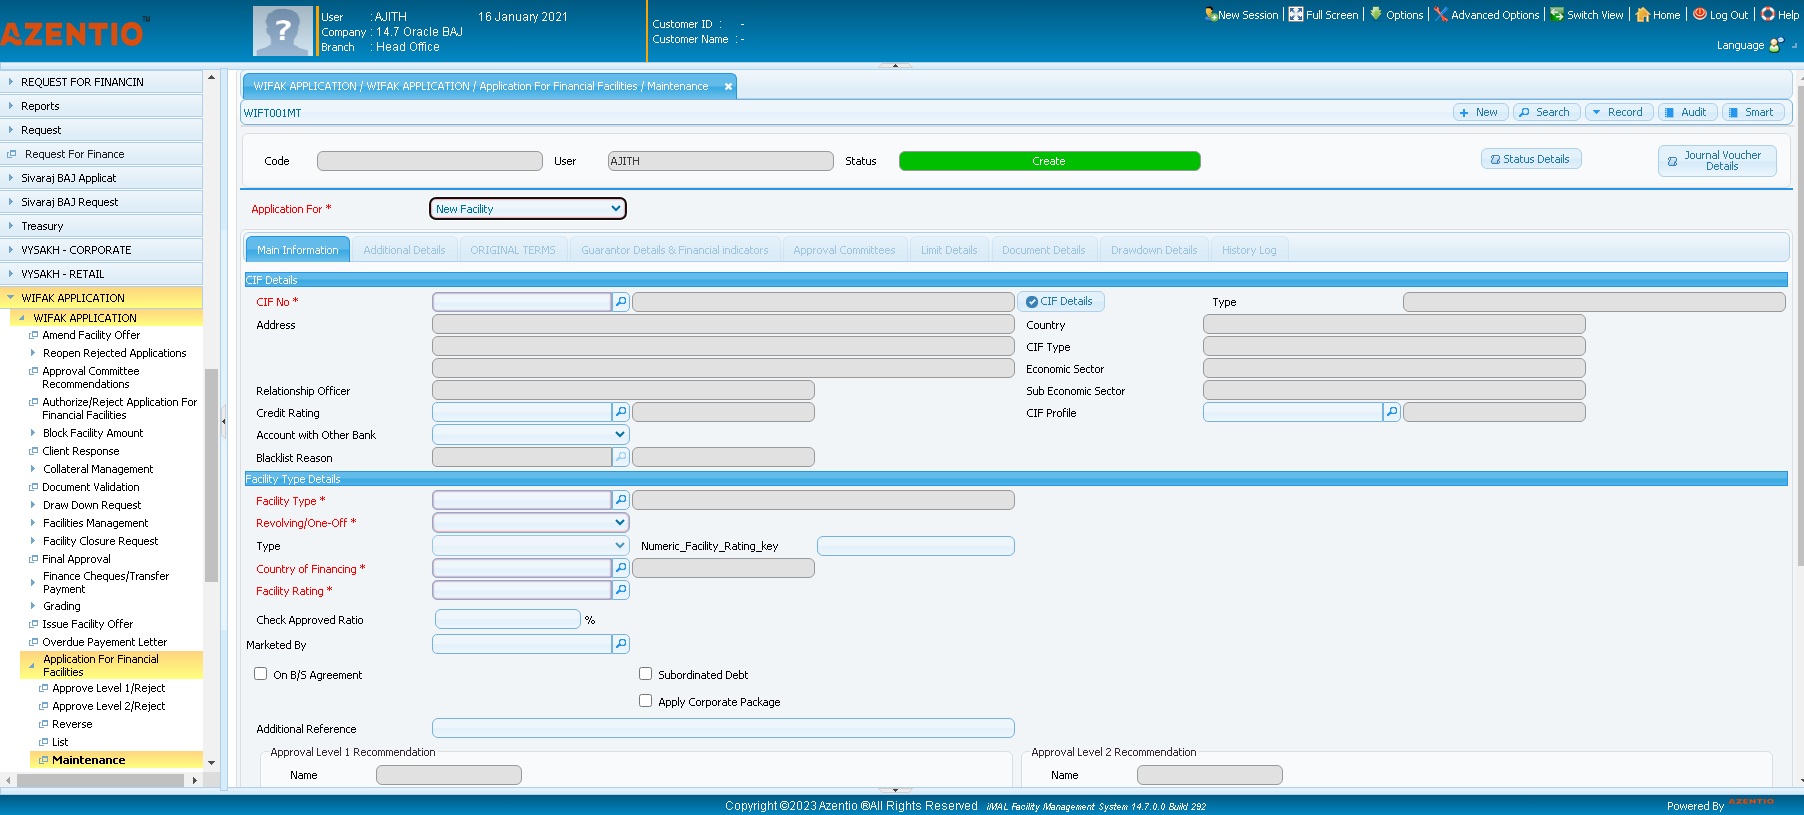 AZENTIO™
User : AJITH 16 January 2021
Company : 14.7 Oracle BAJ
Branch : Head Office
Customer ID : -
Customer Name : -
New Session | Full Screen | Options | Advanced Options | Switch View | Home | Log Out | Help
Language
REQUEST FOR FINANCIN
Reports
Request
Request For Finance
Sivaraj BAJ Applicat
Sivaraj BAJ Request
Treasury
VYSAKH - CORPORATE
VYSAKH - RETAIL
WIFAK APPLICATION
WIFAK APPLICATION
Amend Facility Offer
Reopen Rejected Applications
Approval Committee
Recommendations
Authorize/Reject Application For
Financial Facilities
Block Facility Amount
Client Response
Collateral Management
Document Validation
Draw Down Request
Facilities Management
Facility Closure Request
Final Approval
Finance Cheques/Transfer
Payment
Grading
Issue Facility Offer
Overdue Payement Letter
Application For Financial
Facilities
Approve Level 1/Reject
Approve Level 2/Reject
Reverse
List
Maintenance
WIFAK APPLICATION / WIFAK APPLICATION / Application For Financial Facilities / Maintenance
WIFT001MT
New Search Record Audit Smart
Code User AJITH Status Create
Status Details
Journal Voucher
Details
Application For * New Facility
Main Information Additional Details ORIGINAL TERMS Guarantor Details & Financial indicators Approval Committees Limit Details Document Details Drawdown Details History Log
CIF Details
CIF No * CIF Details Type
Address Country
CIF Type
Economic Sector
Relationship Officer Sub Economic Sector
Credit Rating CIF Profile
Account with Other Bank
Blacklist Reason
Facility Type Details
Facility Type *
Revolving/One-Off *
Type Numeric_Facility_Rating_key
Country of Financing *
Facility Rating *
Check Approved Ratio %
Marketed By
On B/S Agreement Subordinated Debt
Apply Corporate Package
Additional Reference
Approval Level 1 Recommendation Approval Level 2 Recommendation
Name Name
Copyright ©2023 Azentio ®All Rights Reserved iMAL Facility Management System 14.7.0.0 Build 292
Powered By AZENTIO